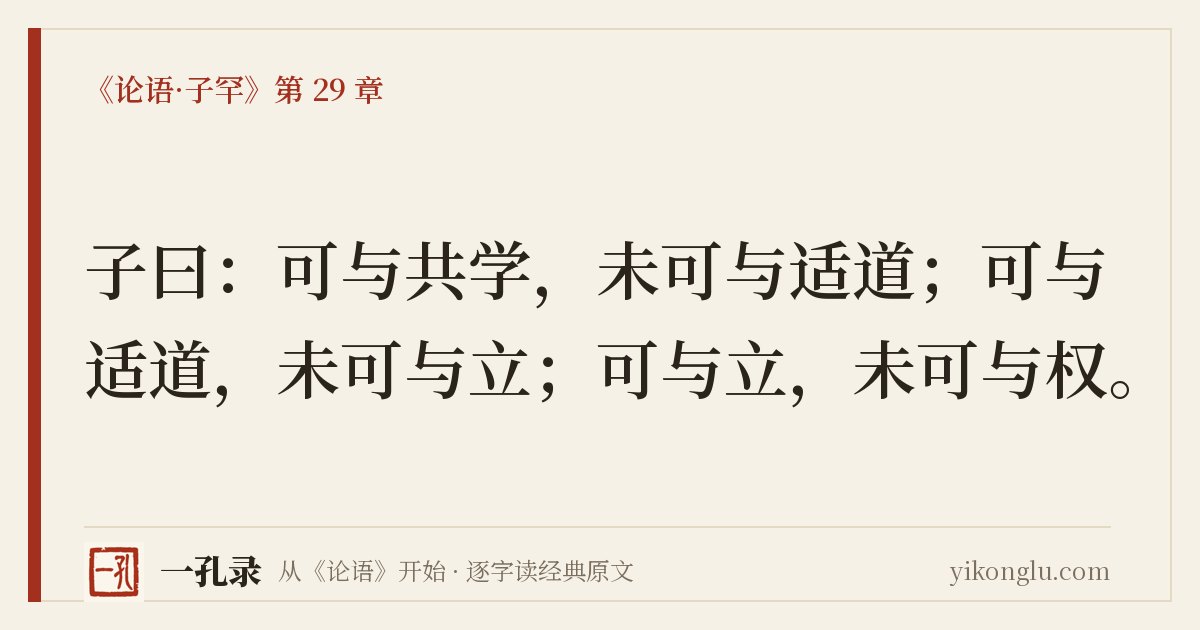 《论语·子罕》第 29 章
子曰：可与共学，未可与适道；可与
适道，未可与立；可与立，未可与权。
一孔
一孔录 从《论语》开始 · 逐字读经典原文 yikonglu.com